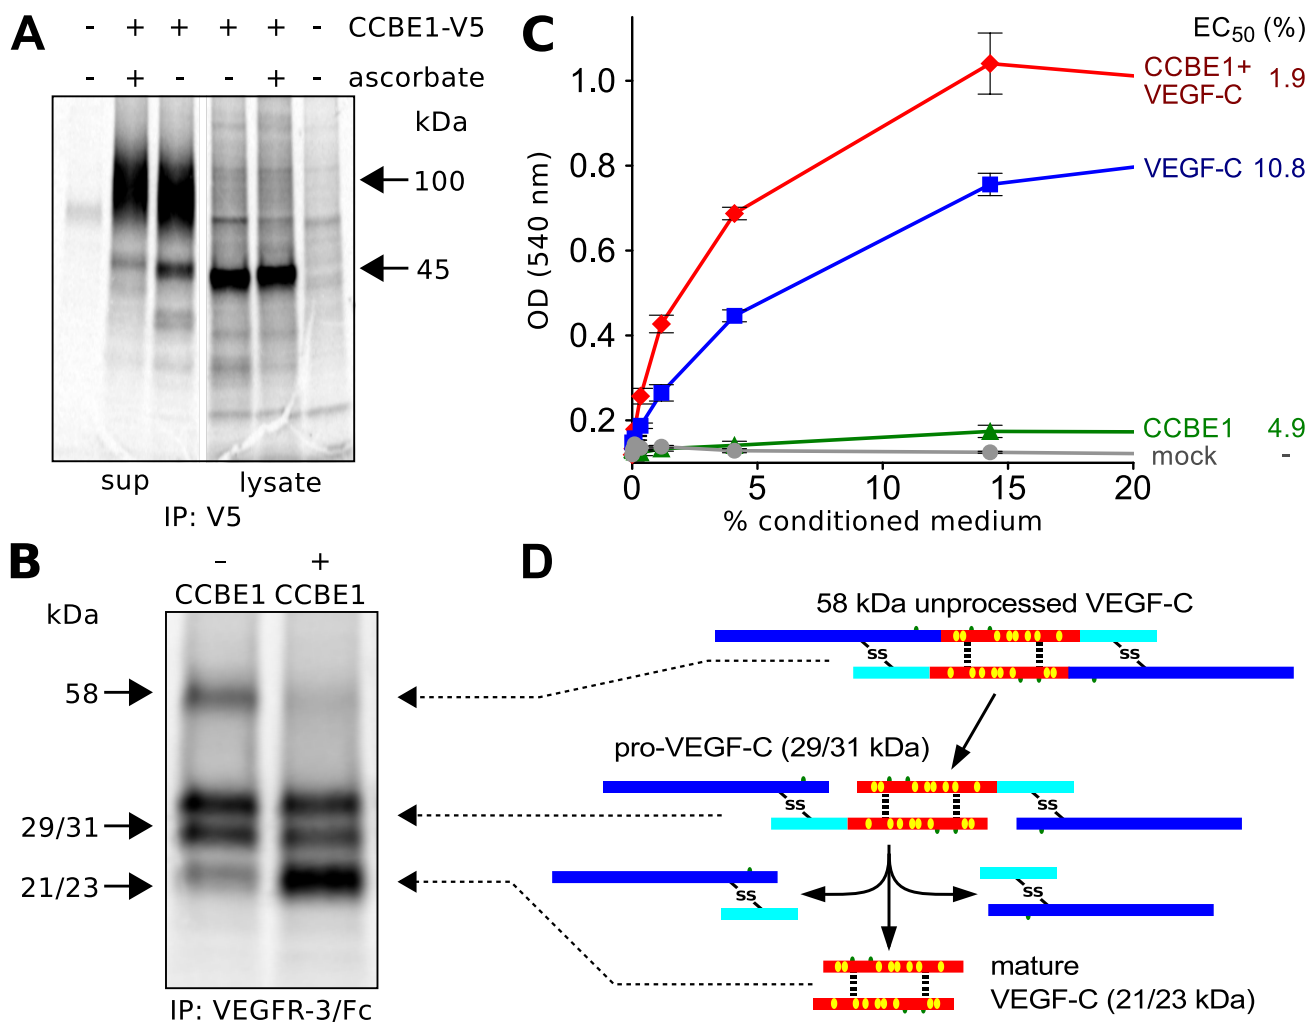 A
- + + + + - CCBE1-V5
- + - - + - ascorbate
kDa
100
45
sup lysate
IP: V5
B
– +
CCBE1 CCBE1
kDa
58
29/31
21/23
IP: VEGFR-3/Fc
C
EC50 (%)
OD (540 nm)
1.0
0.8
0.6
0.4
0.2
0 5 10 15 20
% conditioned medium
CCBE1+
VEGF-C 1.9
VEGF-C 10.8
CCBE1 4.9
mock -
D
58 kDa unprocessed VEGF-C
ss ss
pro-VEGF-C (29/31 kDa)
ss ss
ss ss
mature
VEGF-C (21/23 kDa)